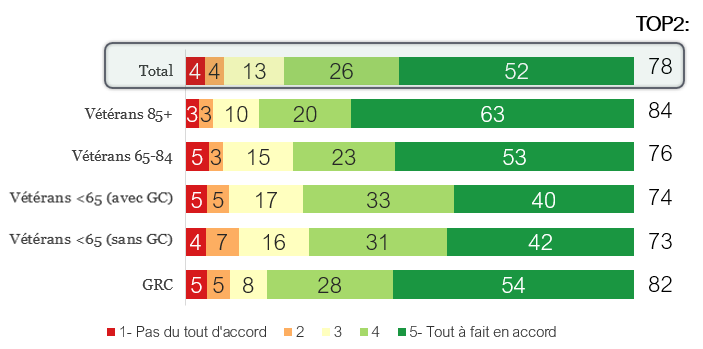 TOP2:
Total 4 4 13 26 52 78
Vétérans 85+ 3 3 10 20 63 84
Vétérans 65-84 5 3 15 23 53 76
Vétérans <65 (avec GC) 5 5 17 33 40 74
Vétérans <65 (sans GC) 4 7 16 31 42 73
GRC 5 5 8 28 54 82
1- Pas du tout d'accord 2 3 4 5- Tout à fait en accord